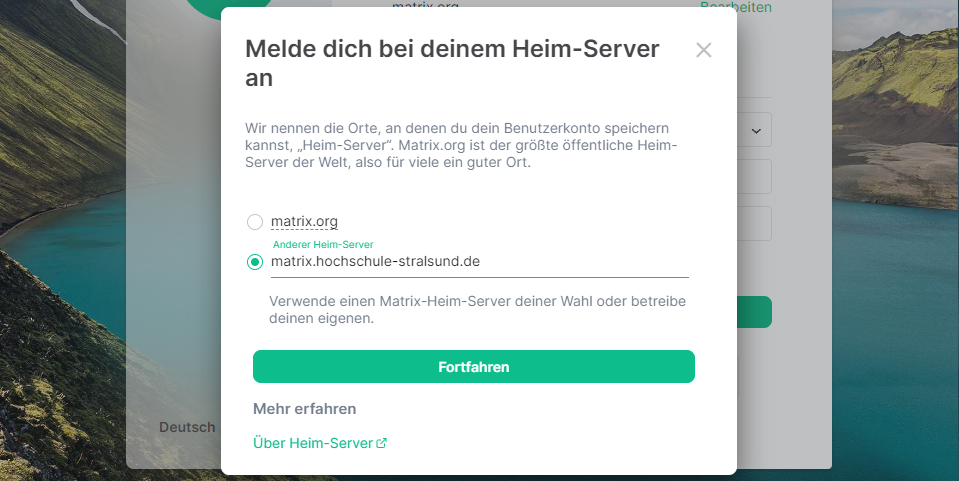 matrix.org
Bearbeiten
Melde dich bei deinem Heim-Server
an
Wir nennen die Orte, an denen du dein Benutzerkonto speichern
kannst, „Heim-Server“. Matrix.org ist der größte öffentliche Heim-
Server der Welt, also für viele ein guter Ort.
matrix.org
Anderer Heim-Server
matrix.hochschule-stralsund.de
Verwende einen Matrix-Heim-Server deiner Wahl oder betreibe
deinen eigenen.
Fortfahren
Mehr erfahren
Deutsch
Über Heim-Server